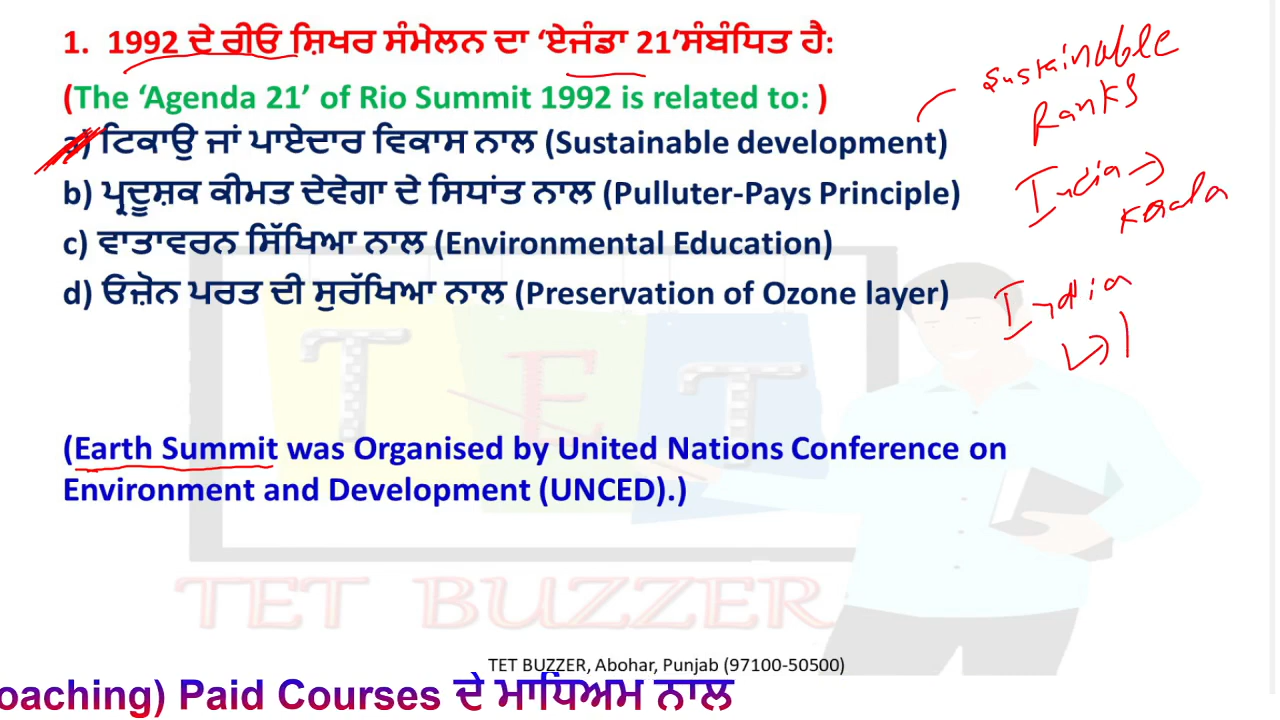 1. 1992 ਦੇ ਰੀਓ ਸ਼ਿਖਰ ਸੰਮੇਲਨ ਦਾ ‘ਏਜੰਡਾ 21’ਸੰਬੰਧਿਤ ਹੈ:
(The ‘Agenda 21’ of Rio Summit 1992 is related to: )
a) ਟਿਕਾਉ ਜਾਂ ਪਾਏਦਾਰ ਵਿਕਾਸ ਨਾਲ (Sustainable development)
b) ਪ੍ਰਦੂਸ਼ਕ ਕੀਮਤ ਦੇਵੇਗਾ ਦੇ ਸਿਧਾਂਤ ਨਾਲ (Pulluter-Pays Principle)
c) ਵਾਤਾਵਰਨ ਸਿੱਖਿਆ ਨਾਲ (Environmental Education)
d) ਓਜ਼ੋਨ ਪਰਤ ਦੀ ਸੁਰੱਖਿਆ ਨਾਲ (Preservation of Ozone layer)
Sustainable
Ranks
India →
Kerala
India
↳ 1
TET
(Earth Summit was Organised by United Nations Conference on
Environment and Development (UNCED).)
TET BUZZER
TET BUZZER, Abohar, Punjab (97100-50500)
oaching) Paid Courses ਦੇ ਮਾਧਿਅਮ ਨਾਲ